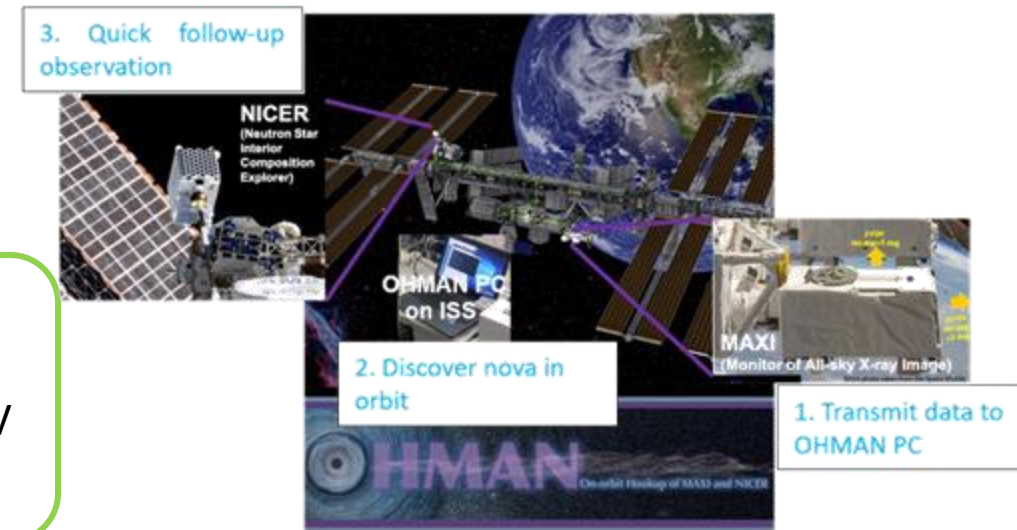 3. Quick follow-up
observation
NICER
(Neutron Star
Interior
Composition
Explorer)
OHMAN PC
on ISS
MAXI
(Monitor of All-sky X-ray Image)
2. Discover nova in
orbit
1. Transmit data to
OHMAN PC
OHMAN
On-orbit Hookup of MAXI and NICER
y